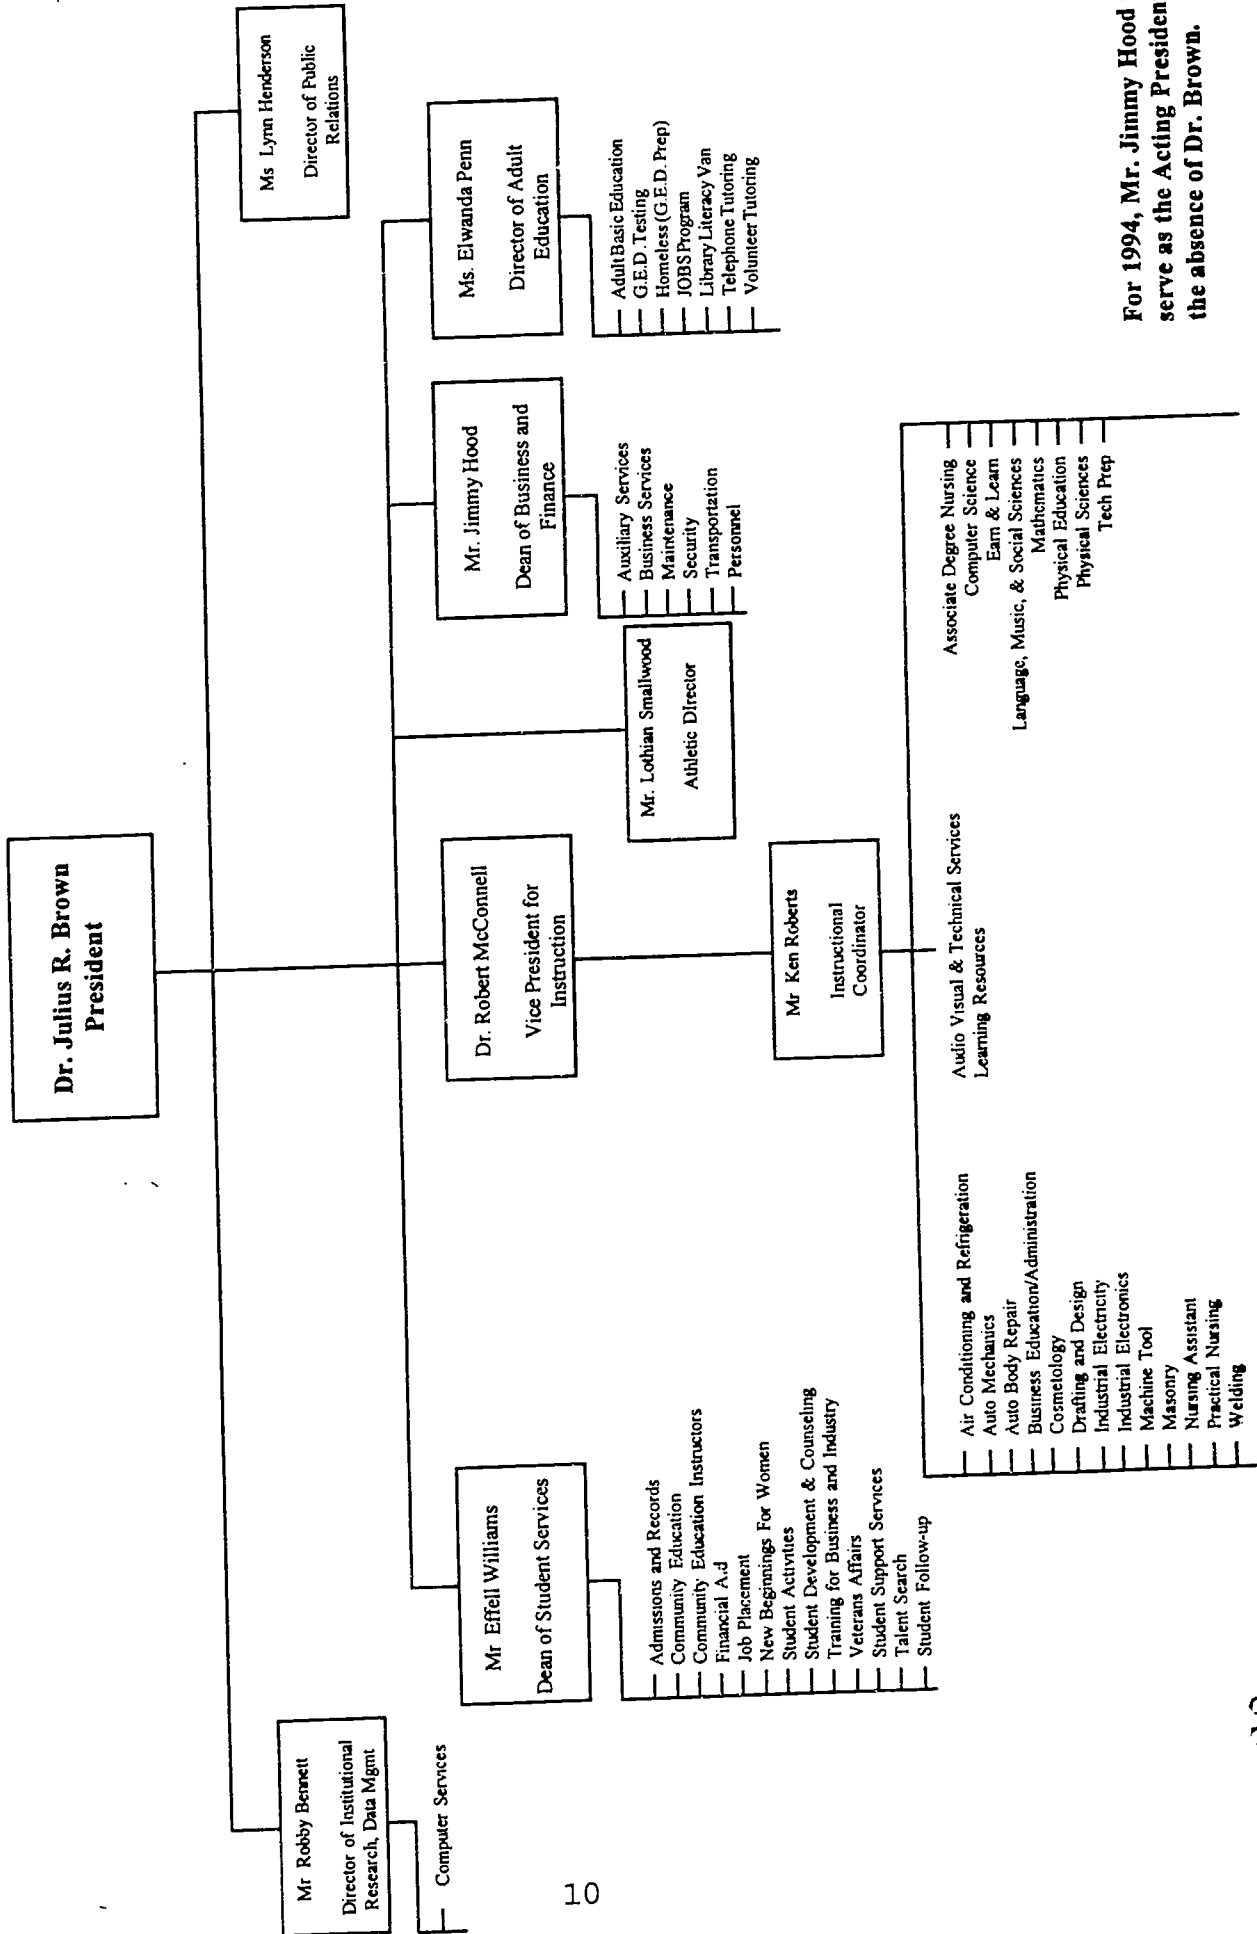 Dr. Julius R. Brown
President
Mr Robby Bennett
Director of Institutional
Research, Data Mgmt
Computer Services
Ms Lynn Henderson
Director of Public
Relations
Mr Effell Williams
Dean of Student Services
Admissions and Records
Community Education
Community Education Instructors
Financial A.d
Job Placement
New Beginnings For Women
Student Activities
Student Development & Counseling
Training for Business and Industry
Veterans Affairs
Student Support Services
Talent Search
Student Follow-up
Dr. Robert McConnell
Vice President for
Instruction
Mr. Lothian Smallwood
Athletic DIrector
Mr. Jimmy Hood
Dean of Business and
Finance
Auxiliary Services
Business Services
Maintenance
Security
Transportation
Personnel
Ms. Elwanda Penn
Director of Adult
Education
Adult Basic Education
G.E.D. Testing
Homeless (G.E.D. Prep)
JOBS Program
Library Literacy Van
Telephone Tutoring
Volunteer Tutoring
Mr Ken Roberts
Instructional
Coordinator
Air Conditioning and Refrigeration
Auto Mechanics
Auto Body Repair
Business Education/Administration
Cosmetology
Drafting and Design
Industrial Electricity
Industrial Electronics
Machine Tool
Masonry
Nursing Assistant
Practical Nursing
Welding
Audio Visual & Technical Services
Learning Resources
Associate Degree Nursing
Computer Science
Earn & Learn
Language, Music, & Social Sciences
Mathematics
Physical Education
Physical Sciences
Tech Prep
For 1994, Mr. Jimmy Hood
serve as the Acting Presiden
the absence of Dr. Brown.
10